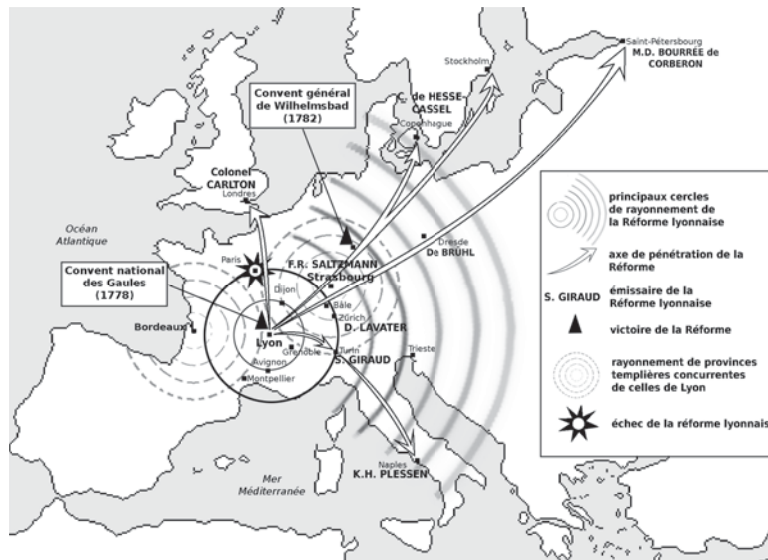 Saint-Pétersbourg
M.D. BOURRÉE de
CORBERON
Stockholm
Convent général
de Wilhelmsbad
(1782)
C. de HESSE-
CASSEL
Copenhague
Colonel
CARLTON
Londres
Océan
Atlantique
Paris
Convent national
des Gaules
(1778)
F.R. SALTZMANN
Strasbourg
Dresde
De BRÜHL
Dijon
Bâle
Zürich
D. LAVATER
Bordeaux
Lyon
Grenoble
Turin
S. GIRAUD
Trieste
Avignon
Montpellier
Naples
K.H. PLESSEN
Mer
Méditerranée
principaux cercles
de rayonnement de
la Réforme lyonnaise
axe de pénétration de la
Réforme
S. GIRAUD
émissaire de la
Réforme lyonnaise
victoire de la Réforme
rayonnement de provinces
templières concurrentes
de celles de Lyon
échec de la réforme lyonnais